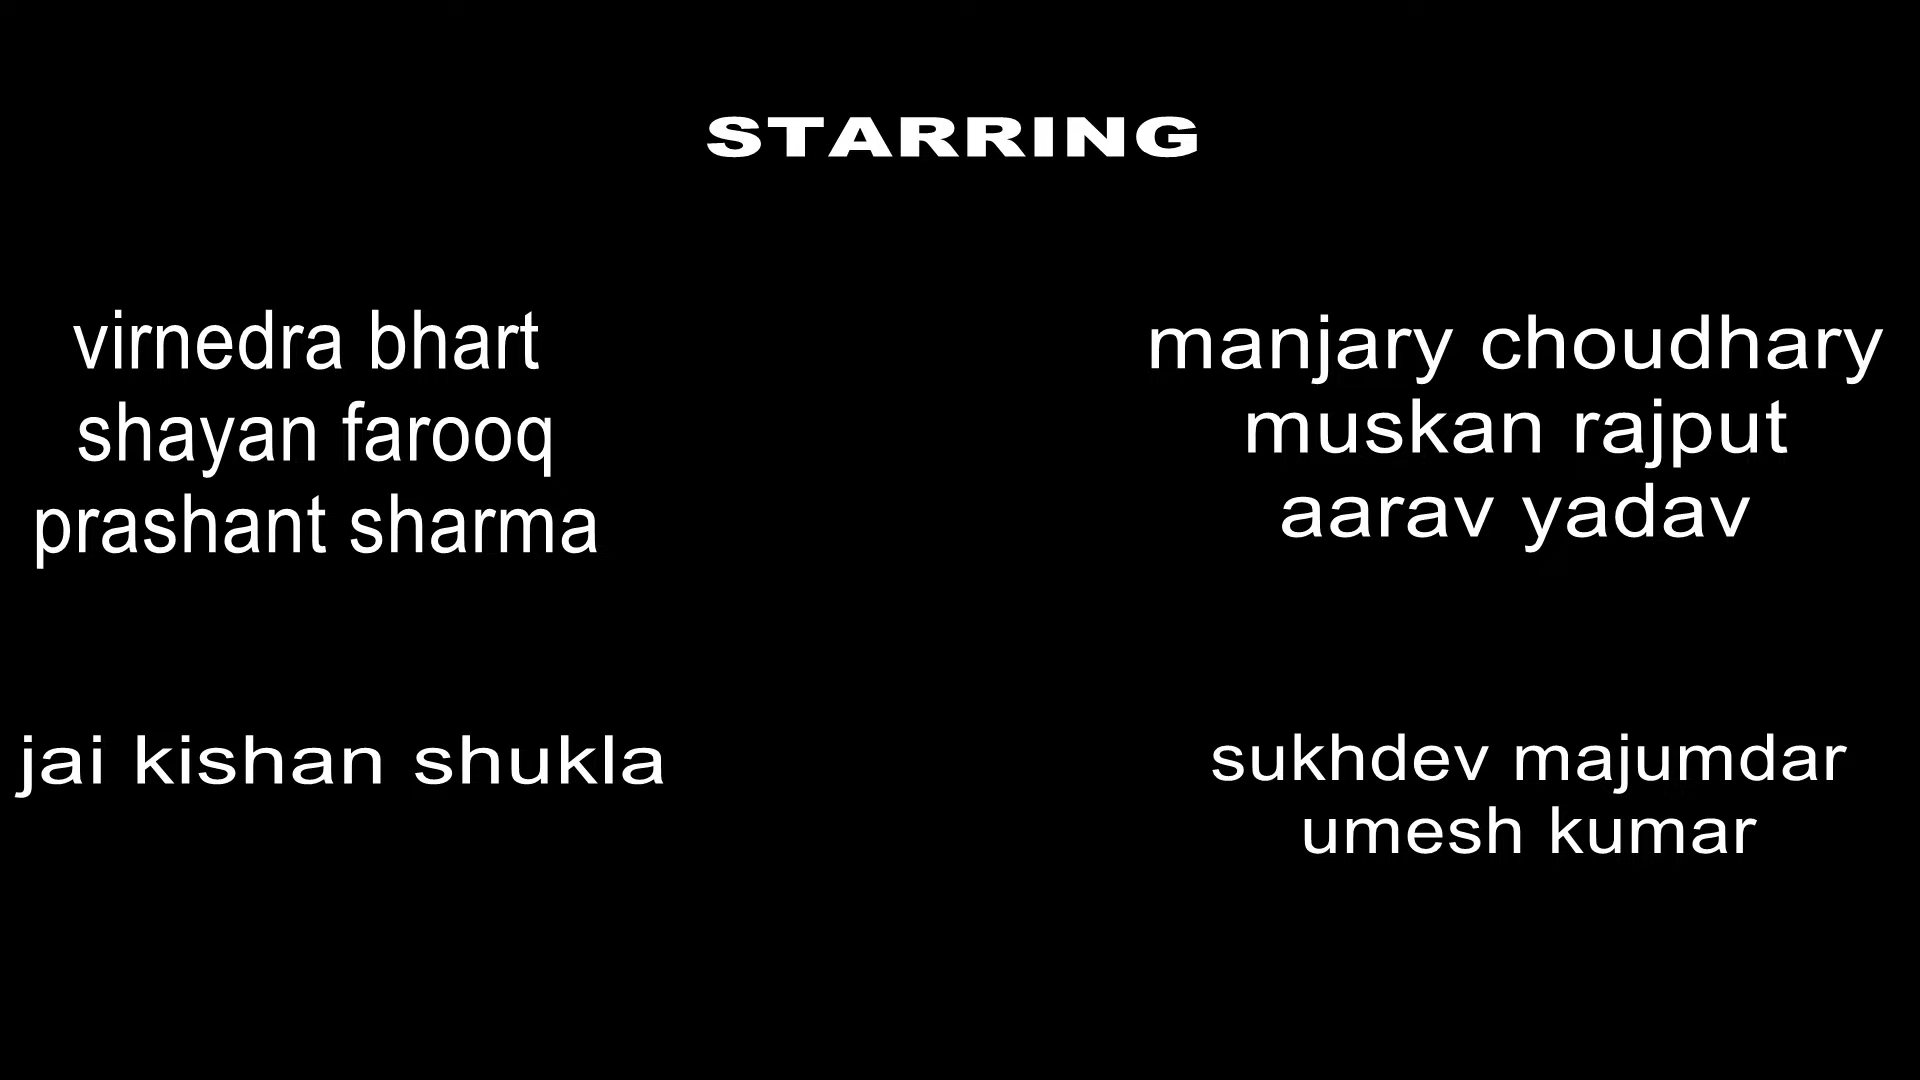 STARRING
virnedra bhart
shayan farooq
prashant sharma
manjary choudhary
muskan rajput
aarav yadav
jai kishan shukla
sukhdev majumdar
umesh kumar